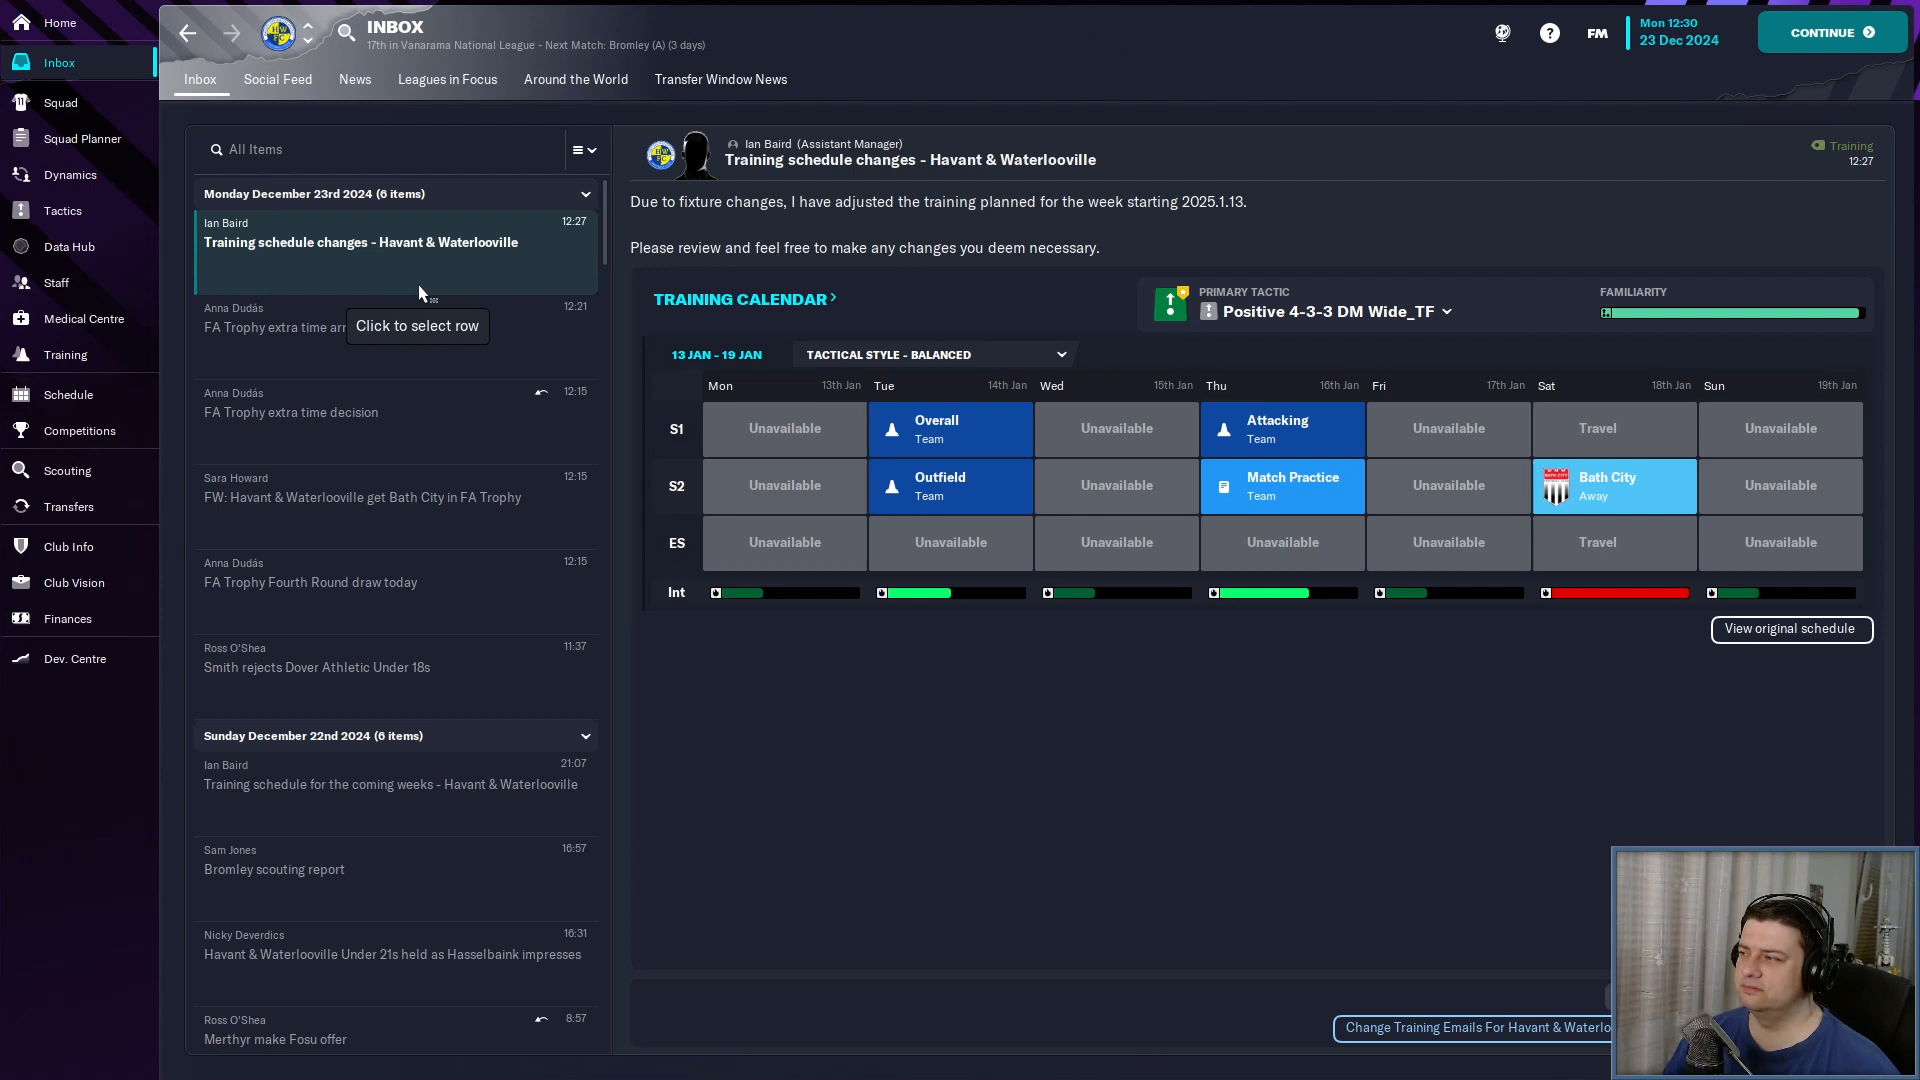 Home
Inbox
Squad
Squad Planner
Dynamics
Tactics
Data Hub
Staff
Medical Centre
Training
Schedule
Competitions
Scouting
Transfers
Club Info
Club Vision
Finances
Dev. Centre
INBOX
17th in Vanarama National League - Next Match: Bromley (A) (3 days)
FM
Mon 12:30
23 Dec 2024
CONTINUE
Inbox Social Feed News Leagues in Focus Around the World Transfer Window News
All Items
Monday December 23rd 2024 (6 items)
Ian Baird 12:27
Training schedule changes - Havant & Waterlooville
Anna Dudás 12:21
FA Trophy extra time arr
Click to select row
Anna Dudás 12:15
FA Trophy extra time decision
Sara Howard 12:15
FW: Havant & Waterlooville get Bath City in FA Trophy
Anna Dudás 12:15
FA Trophy Fourth Round draw today
Ross O'Shea 11:37
Smith rejects Dover Athletic Under 18s
Sunday December 22nd 2024 (6 items)
Ian Baird 21:07
Training schedule for the coming weeks - Havant & Waterlooville
Sam Jones 16:57
Bromley scouting report
Nicky Deverdics 16:31
Havant & Waterlooville Under 21s held as Hasselbaink impresses
Ross O'Shea 8:57
Merthyr make Fosu offer
Ian Baird (Assistant Manager)
Training schedule changes - Havant & Waterlooville
Training
12:27
Due to fixture changes, I have adjusted the training planned for the week starting 2025.1.13.
Please review and feel free to make any changes you deem necessary.
TRAINING CALENDAR
PRIMARY TACTIC
Positive 4-3-3 DM Wide_TF
FAMILIARITY
13 JAN - 19 JAN
TACTICAL STYLE - BALANCED
Mon 13th Jan Tue 14th Jan Wed 15th Jan Thu 16th Jan Fri 17th Jan Sat 18th Jan Sun 19th Jan
S1 Unavailable Overall Team Unavailable Attacking Team Unavailable Travel Unavailable
S2 Unavailable Outfield Team Unavailable Match Practice Team Unavailable Bath City Away Unavailable
ES Unavailable Unavailable Unavailable Unavailable Unavailable Travel Unavailable
Int
View original schedule
Change Training Emails For Havant & Waterlo